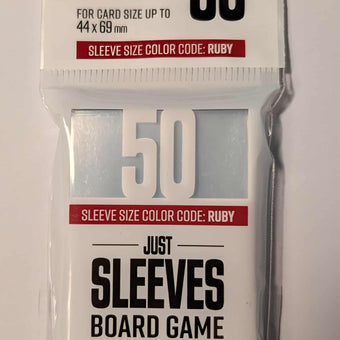 FOR CARD SIZE UP TO
44 x 69 mm
SLEEVE SIZE COLOR CODE: RUBY
50
SLEEVE SIZE COLOR CODE: RUBY
JUST
SLEEVES
BOARD GAME